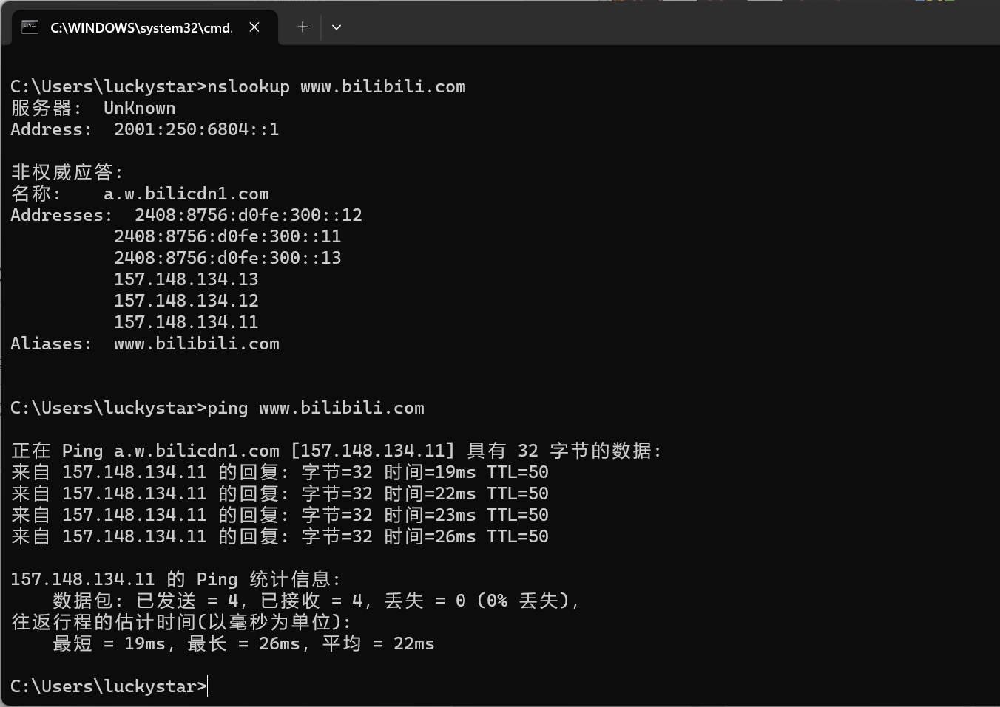 C:\WINDOWS\system32\cmd.
C:\Users\luckystar>nslookup www.bilibili.com
服务器:  UnKnown
Address:  2001:250:6804::1
非权威应答:
名称:    a.w.bilicdn1.com
Addresses:  2408:8756:d0fe:300::12
2408:8756:d0fe:300::11
2408:8756:d0fe:300::13
157.148.134.13
157.148.134.12
157.148.134.11
Aliases:  www.bilibili.com
C:\Users\luckystar>ping www.bilibili.com
正在 Ping a.w.bilicdn1.com [157.148.134.11] 具有 32 字节的数据:
来自 157.148.134.11 的回复: 字节=32 时间=19ms TTL=50
来自 157.148.134.11 的回复: 字节=32 时间=22ms TTL=50
来自 157.148.134.11 的回复: 字节=32 时间=23ms TTL=50
来自 157.148.134.11 的回复: 字节=32 时间=26ms TTL=50
157.148.134.11 的 Ping 统计信息:
数据包: 已发送 = 4，已接收 = 4，丢失 = 0 (0% 丢失)，
往返行程的估计时间(以毫秒为单位):
最短 = 19ms，最长 = 26ms，平均 = 22ms
C:\Users\luckystar>